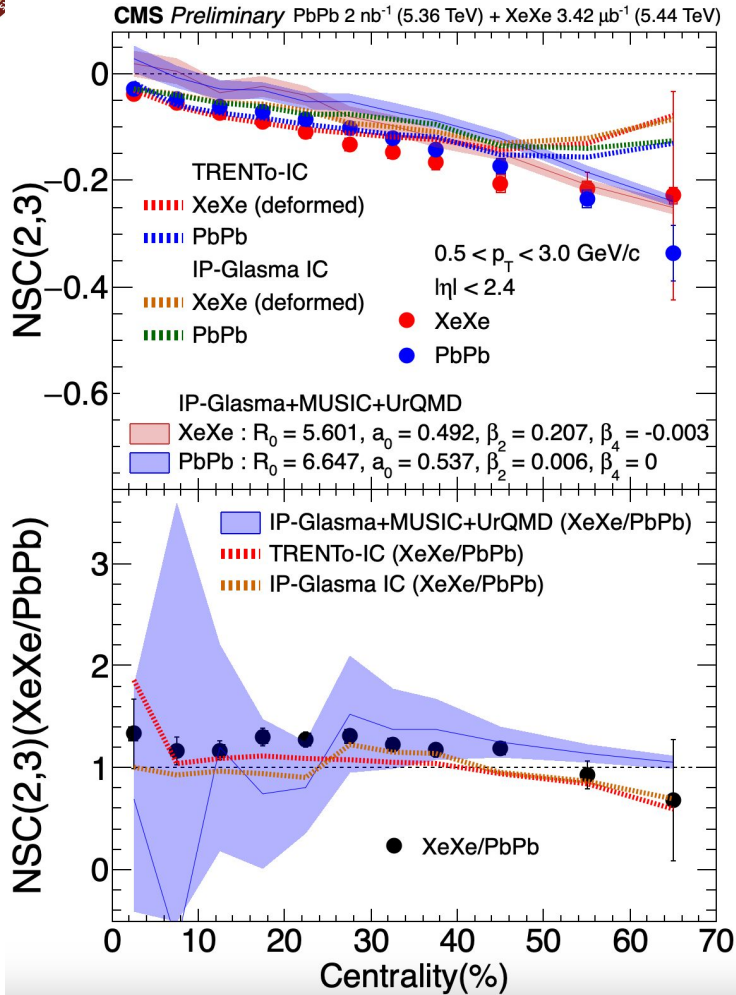 CMS Preliminary PbPb 2 nb⁻¹ (5.36 TeV) + XeXe 3.42 μb⁻¹ (5.44 TeV)
NSC(2,3)
0
−0.2
−0.4
−0.6
TRENTo-IC
XeXe (deformed)
PbPb
IP-Glasma IC
XeXe (deformed)
PbPb
0.5 < p_T < 3.0 GeV/c
|η| < 2.4
XeXe
PbPb
IP-Glasma+MUSIC+UrQMD
XeXe : R₀ = 5.601, a₀ = 0.492, β₂ = 0.207, β₄ = -0.003
PbPb : R₀ = 6.647, a₀ = 0.537, β₂ = 0.006, β₄ = 0
NSC(2,3)(XeXe/PbPb)
3
2
1
0
IP-Glasma+MUSIC+UrQMD (XeXe/PbPb)
TRENTo-IC (XeXe/PbPb)
IP-Glasma IC (XeXe/PbPb)
XeXe/PbPb
0 10 20 30 40 50 60 70
Centrality(%)